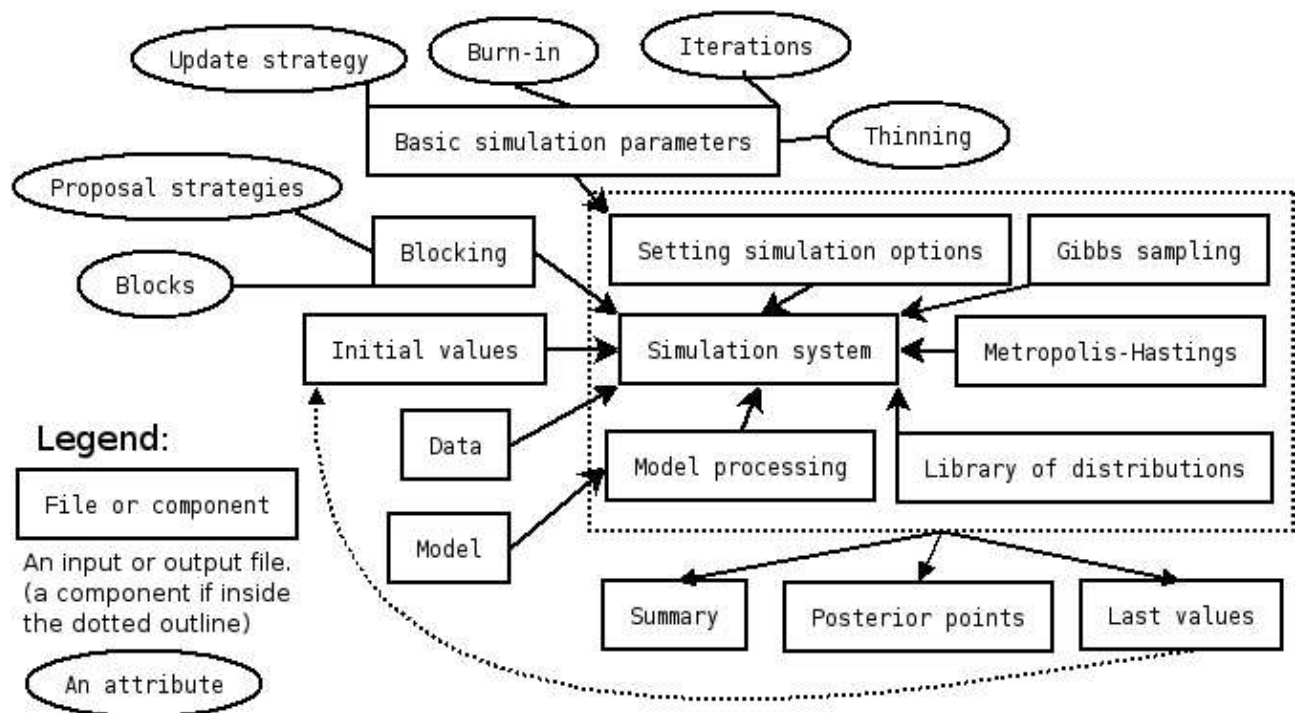 Update strategy
Burn-in
Iterations
Basic simulation parameters
Thinning
Proposal strategies
Blocking
Setting simulation options
Gibbs sampling
Blocks
Initial values
Simulation system
Metropolis-Hastings
Legend:
Data
Model processing
Library of distributions
File or component
Model
An input or output file.
(a component if inside
the dotted outline)
Summary
Posterior points
Last values
An attribute